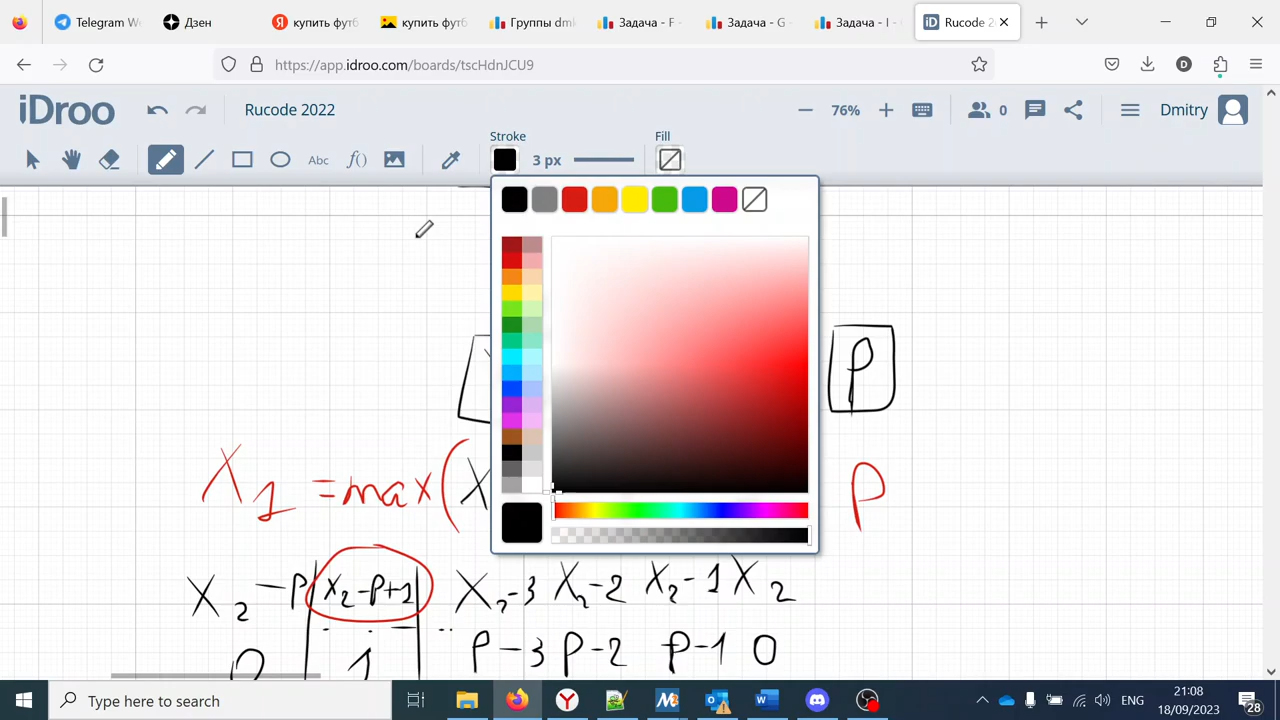 Telegram We
Дзен
купить футб
купить футб
Группы dml
Задача - F -
Задача - G -
Задача - I -
Rucode 2
https://app.idroo.com/boards/tscHdnJCU9
iDroo
Rucode 2022
76%
0
Dmitry
Abc
f()
Stroke
3 px
Fill
P
X1 = max(X
P
X2 - P
X2-P+1
X2-3
X2-2
X2-1
X2
0
1
P-3
P-2
P-1
0
Type here to search
ENG
21:08
18/09/2023
28